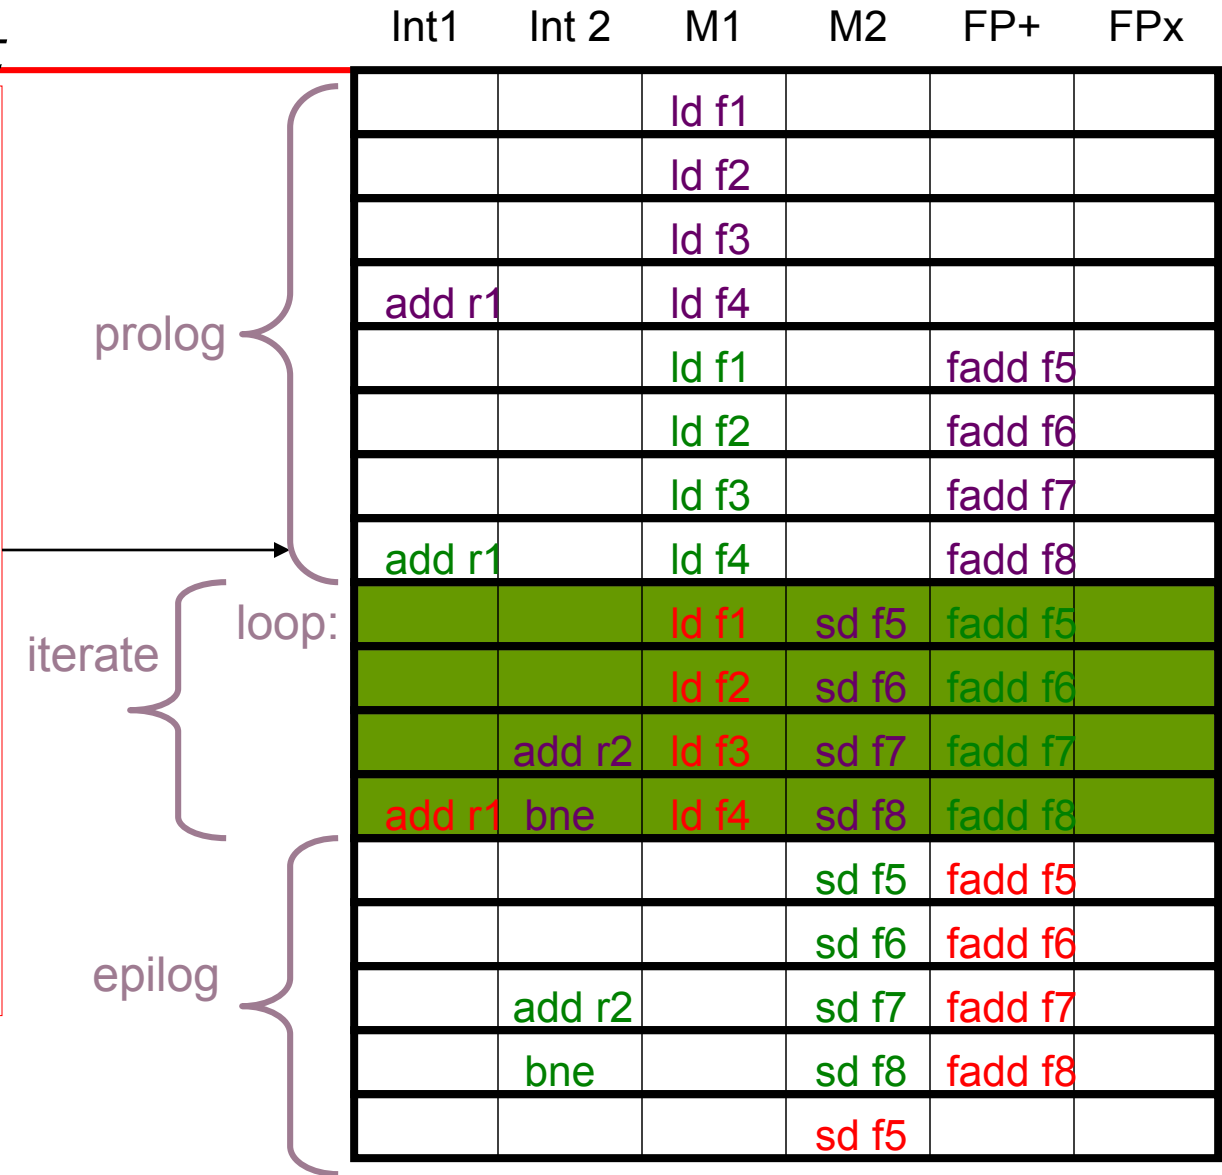 Int1 Int 2 M1 M2 FP+ FPx
ld f1
ld f2
ld f3
add r1 ld f4
prolog
ld f1 fadd f5
ld f2 fadd f6
ld f3 fadd f7
add r1 ld f4 fadd f8
loop: ld f1 sd f5 fadd f5
iterate
ld f2 sd f6 fadd f6
add r2 ld f3 sd f7 fadd f7
add r1 bne ld f4 sd f8 fadd f8
sd f5 fadd f5
sd f6 fadd f6
epilog
add r2 sd f7 fadd f7
bne sd f8 fadd f8
sd f5